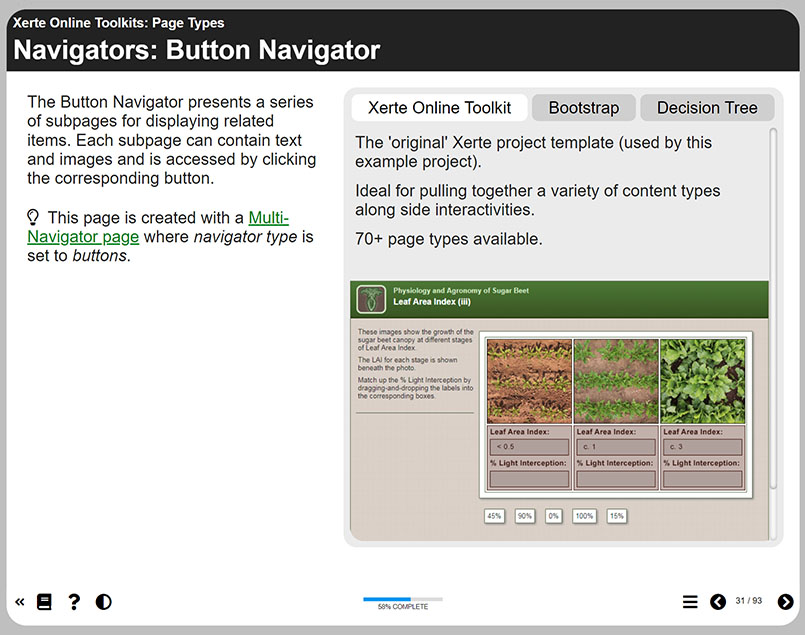 Xerte Online Toolkits: Page Types
Navigators: Button Navigator
The Button Navigator presents a series
of subpages for displaying related
items. Each subpage can contain text
and images and is accessed by clicking
the corresponding button.
This page is created with a Multi-
Navigator page where navigator type is
set to buttons.
Xerte Online Toolkit
Bootstrap
Decision Tree
The 'original' Xerte project template (used by this
example project).
Ideal for pulling together a variety of content types
along side interactivities.
70+ page types available.
Physiology and Agronomy of Sugar Beet
Leaf Area Index (iii)
These images show the growth of the
sugar beet canopy at different stages
of Leaf Area Index.
The LAI for each stage is shown
beneath the photo.
Match up the % Light Interception by
dragging-and-dropping the labels into
the corresponding boxes.
Leaf Area Index: Leaf Area Index: Leaf Area Index:
< 0.5 c. 1 c. 3
% Light Interception: % Light Interception: % Light Interception:
45% 90% 0% 100% 15%
« ?
58% COMPLETE
31 / 93